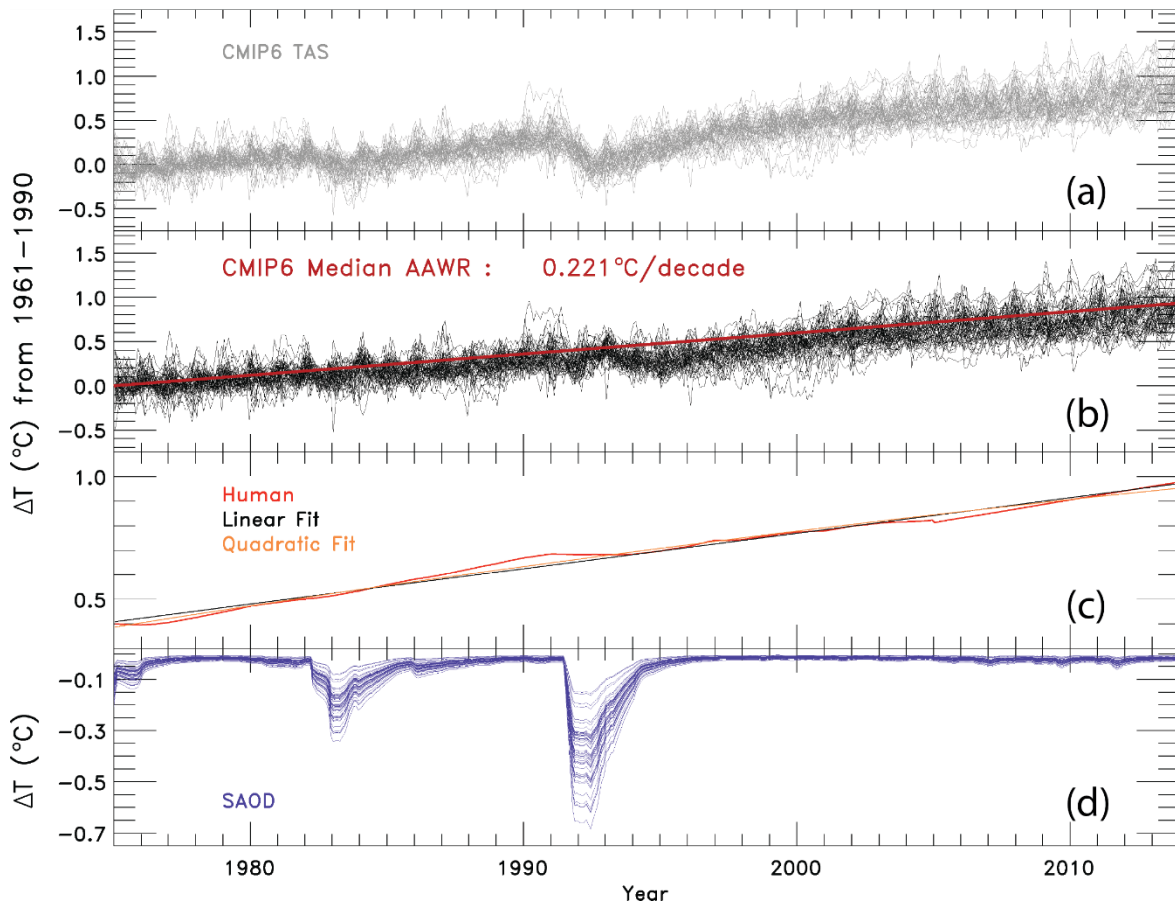 ΔT (°C) from 1961−1990
1.5
CMIP6 TAS
1.0
0.5
0.0
−0.5
(a)
1.5
CMIP6 Median AAWR : 0.221°C/decade
1.0
0.5
0.0
−0.5
(b)
1.0
Human
Linear Fit
Quadratic Fit
0.5
(c)
ΔT (°C)
−0.1
−0.3
−0.5
SAOD
−0.7
(d)
1980 1990 2000 2010
Year